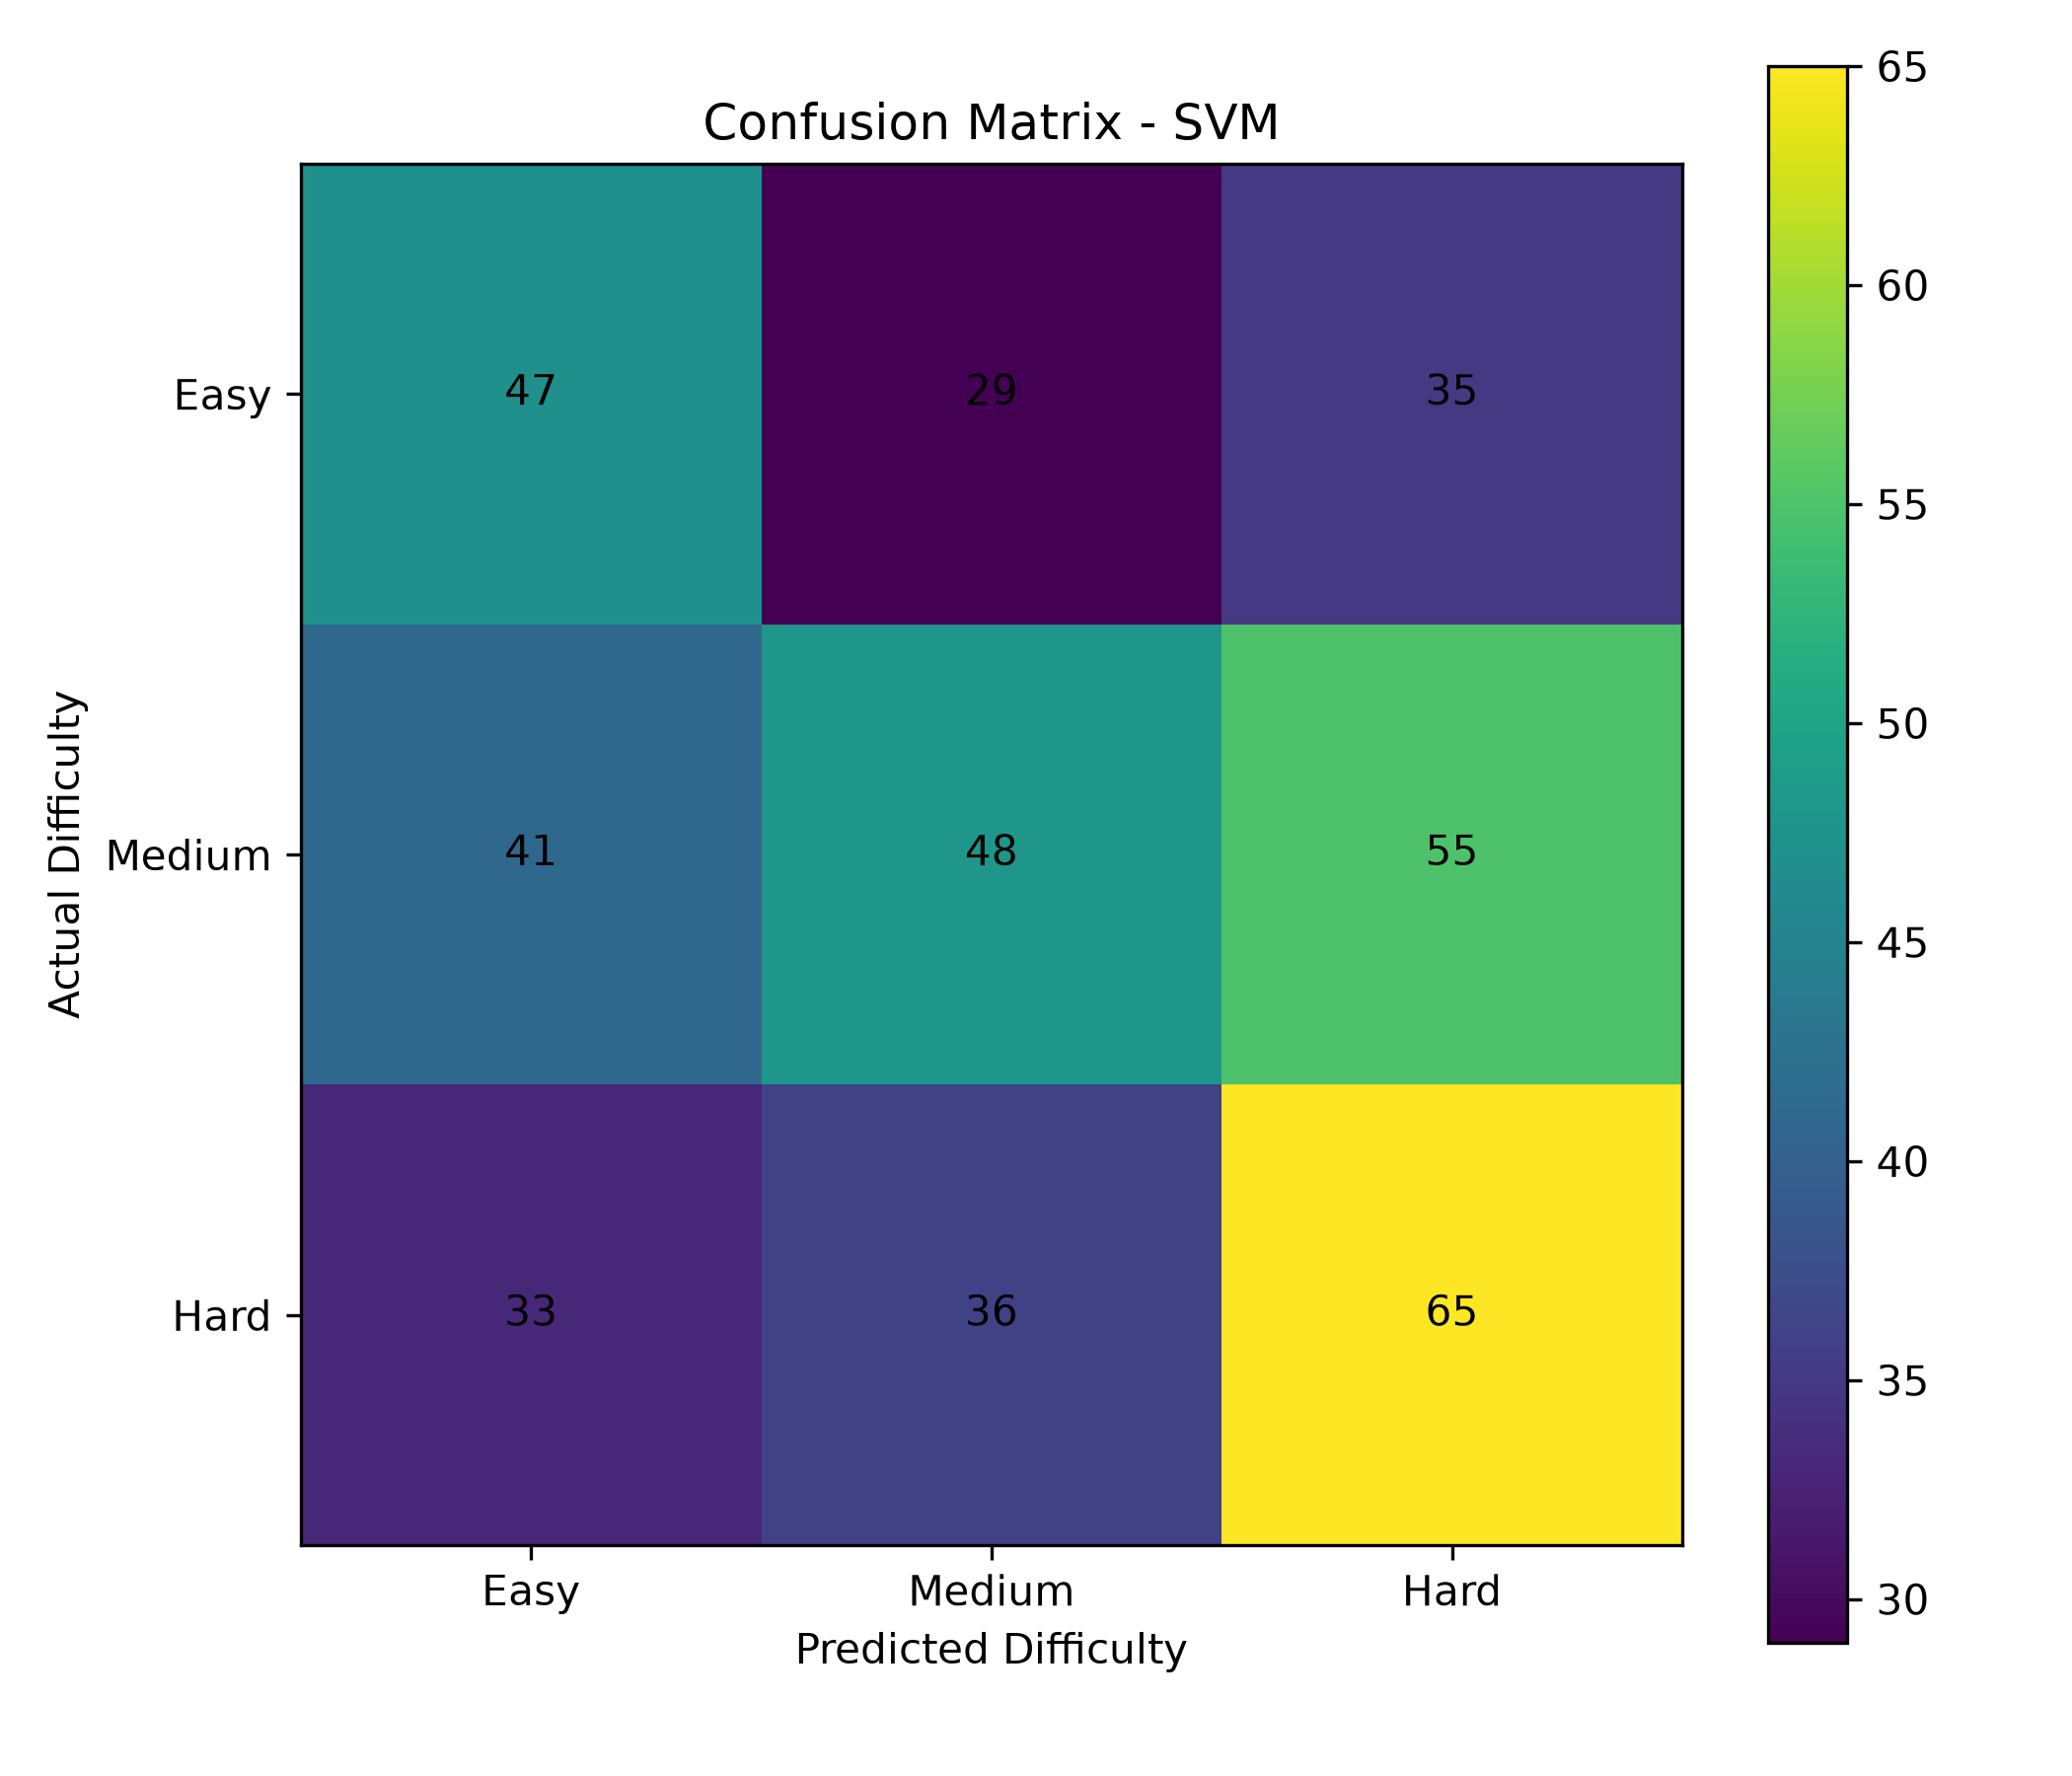 Confusion Matrix - SVM
65
60
55
50
45
40
35
30
Actual Difficulty
Easy
47 29 35
Medium
41 48 55
Hard
33 36 65
Easy Medium Hard
Predicted Difficulty